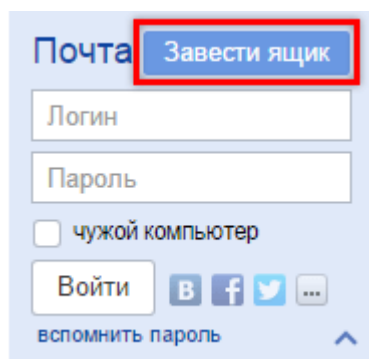 Почта Завести ящик
Логин
Пароль
чужой компьютер
Войти B f ...
вспомнить пароль